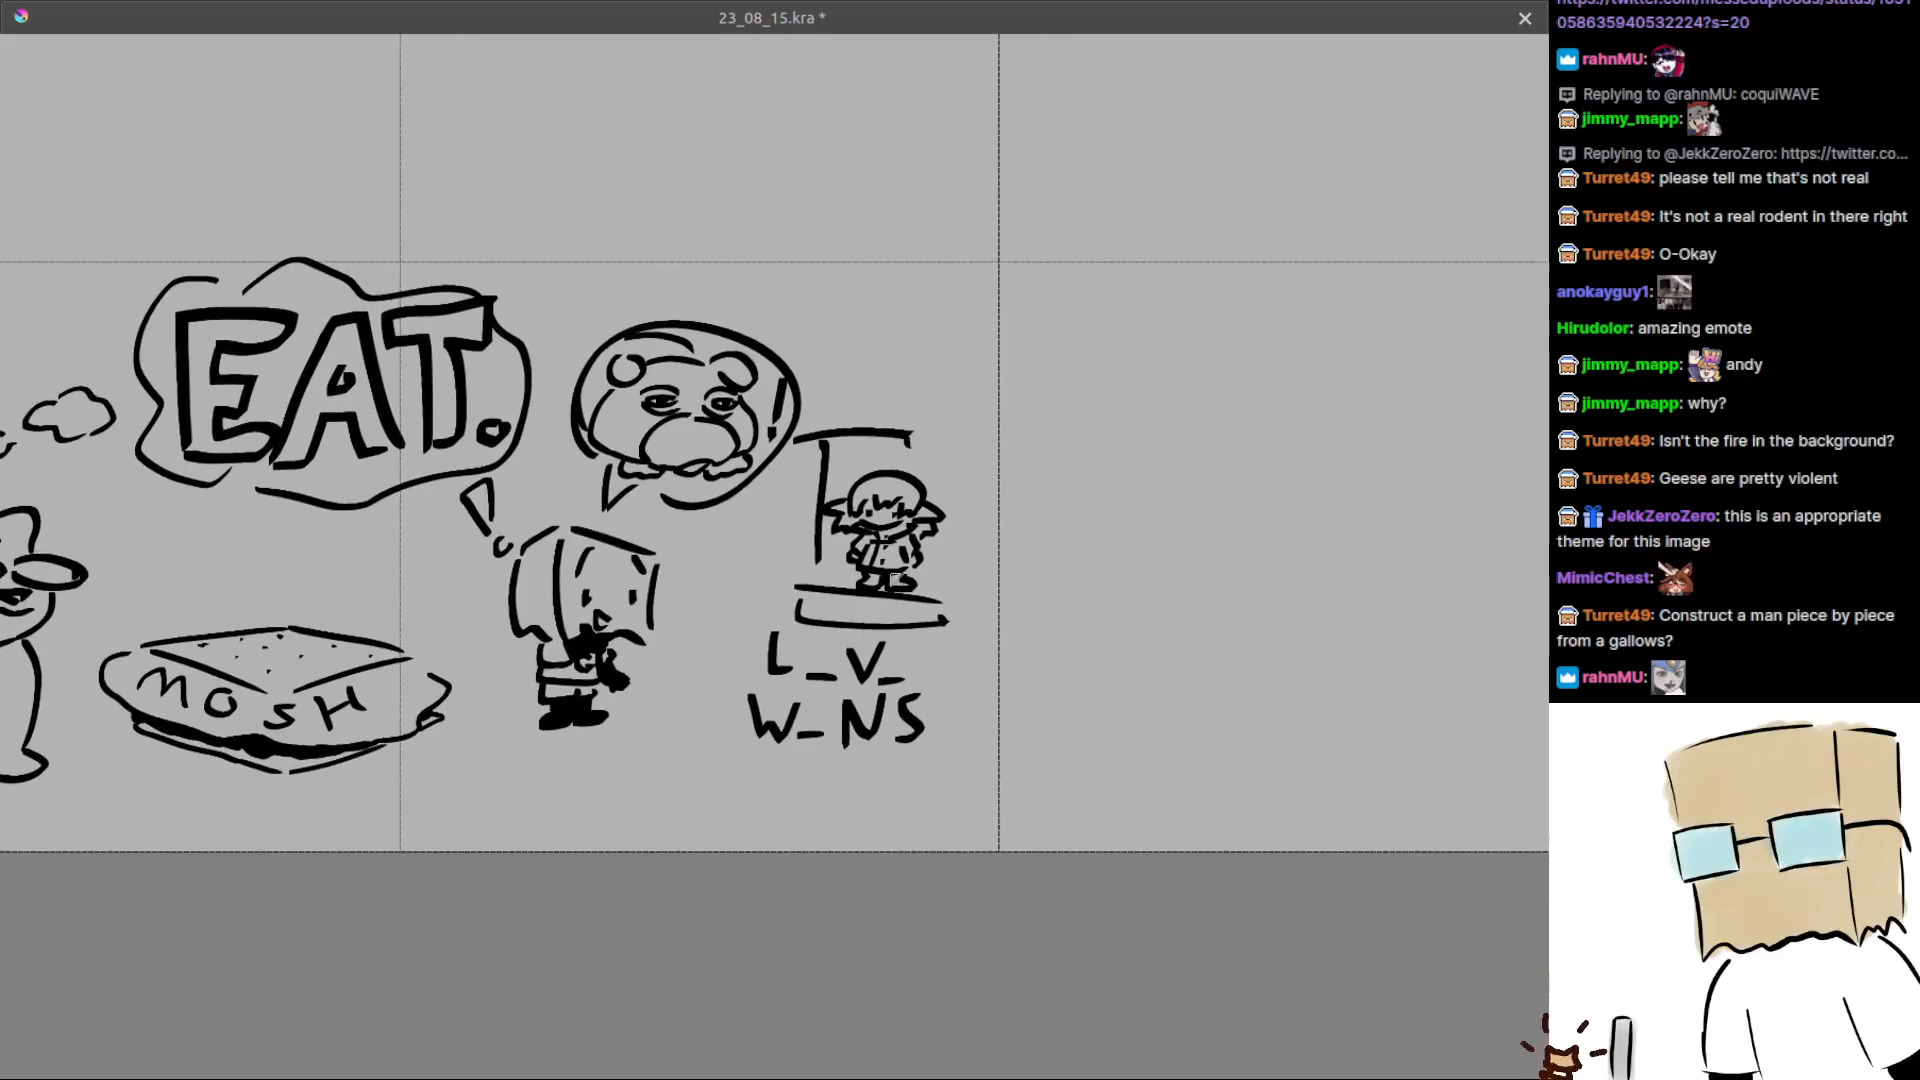 23_08_15.kra *
058635940532224?s=20
rahnMU:
Replying to @rahnMU: coquiWAVE
jimmy_mapp:
Replying to @JekkZeroZero: https://twitter.co...
Turret49: please tell me that's not real
Turret49: It's not a real rodent in there right
Turret49: O-Okay
anokayguy1:
Hirudolor: amazing emote
jimmy_mapp: andy
jimmy_mapp: why?
Turret49: Isn't the fire in the background?
Turret49: Geese are pretty violent
JekkZeroZero: this is an appropriate
theme for this image
MimicChest:
Turret49: Construct a man piece by piece
from a gallows?
rahnMU:
EAT.
MOSH
L_V_
W_NS